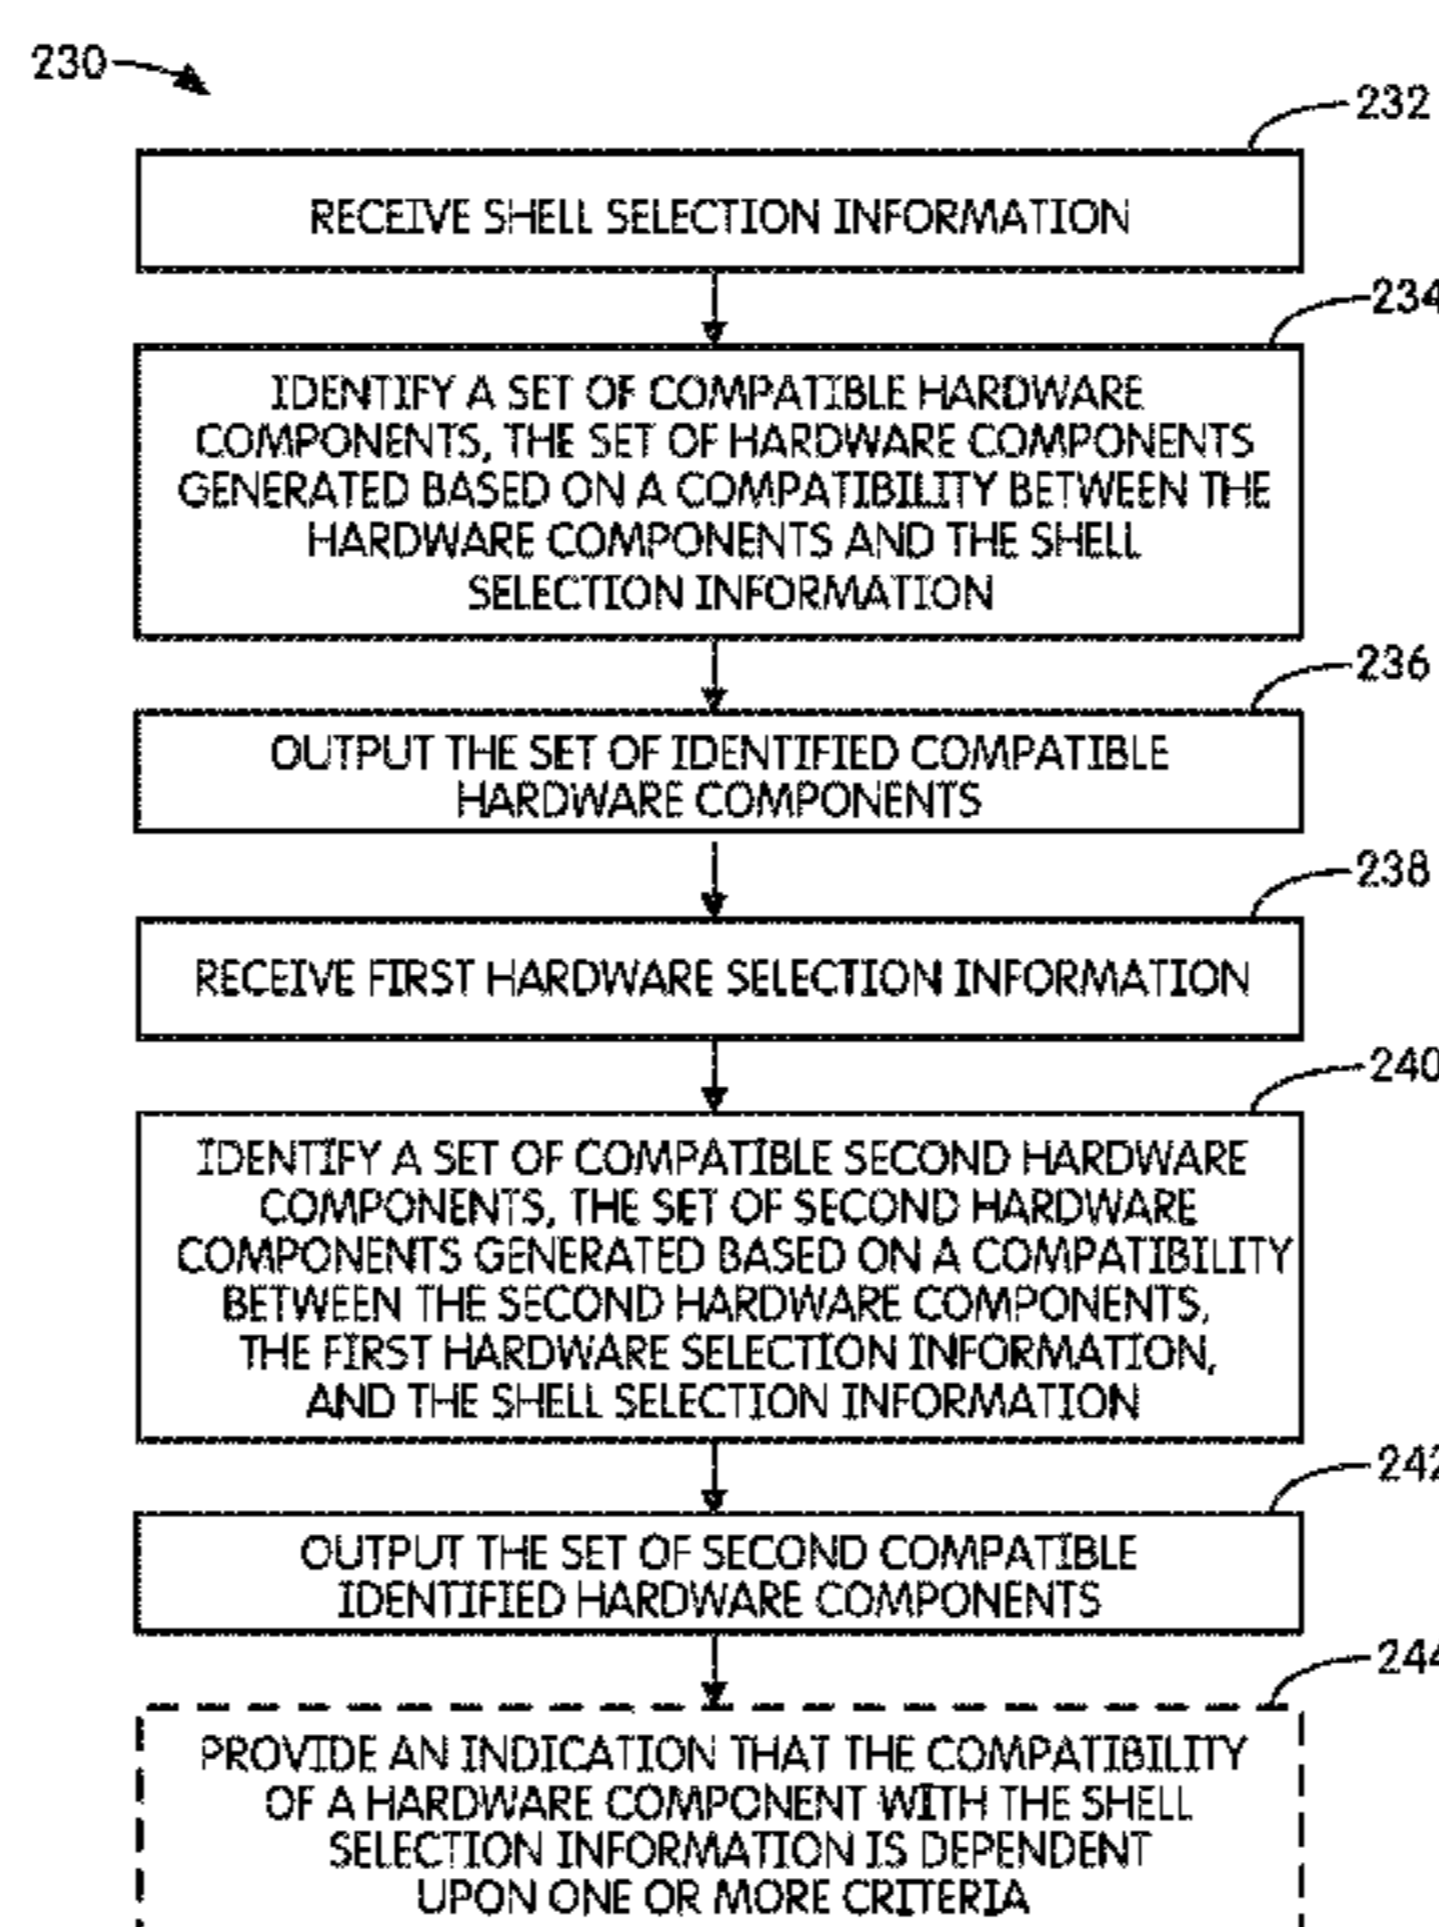 230
232
RECEIVE SHELL SELECTION INFORMATION
234
IDENTIFY A SET OF COMPATIBLE HARDWARE
COMPONENTS, THE SET OF HARDWARE COMPONENTS
GENERATED BASED ON A COMPATIBILITY BETWEEN THE
HARDWARE COMPONENTS AND THE SHELL
SELECTION INFORMATION
236
OUTPUT THE SET OF IDENTIFIED COMPATIBLE
HARDWARE COMPONENTS
238
RECEIVE FIRST HARDWARE SELECTION INFORMATION
240
IDENTIFY A SET OF COMPATIBLE SECOND HARDWARE
COMPONENTS, THE SET OF SECOND HARDWARE
COMPONENTS GENERATED BASED ON A COMPATIBILITY
BETWEEN THE SECOND HARDWARE COMPONENTS,
THE FIRST HARDWARE SELECTION INFORMATION,
AND THE SHELL SELECTION INFORMATION
242
OUTPUT THE SET OF SECOND COMPATIBLE
IDENTIFIED HARDWARE COMPONENTS
244
PROVIDE AN INDICATION THAT THE COMPATIBILITY
OF A HARDWARE COMPONENT WITH THE SHELL
SELECTION INFORMATION IS DEPENDENT
UPON ONE OR MORE CRITERIA